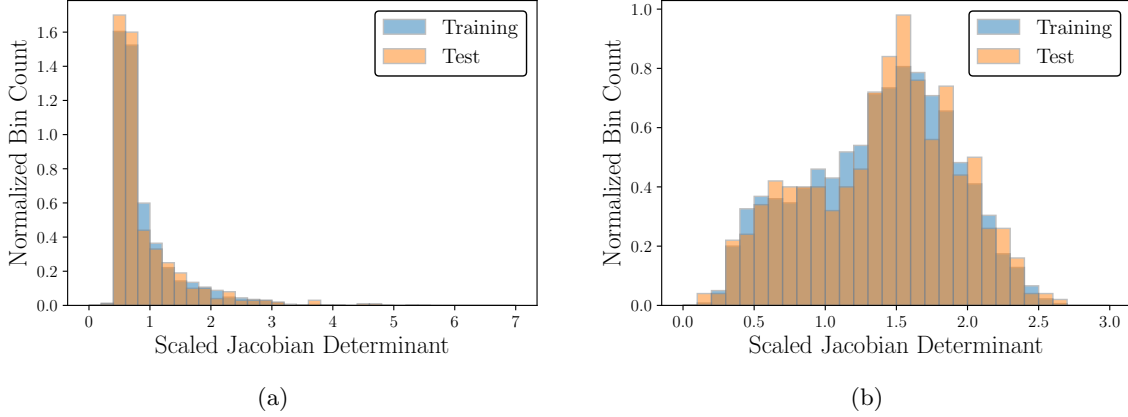 Training
Test
Normalized Bin Count
1.6
1.4
1.2
1.0
0.8
0.6
0.4
0.2
0.0
0 1 2 3 4 5 6 7
Scaled Jacobian Determinant
(a)
Training
Test
Normalized Bin Count
1.0
0.8
0.6
0.4
0.2
0.0
0.0 0.5 1.0 1.5 2.0 2.5 3.0
Scaled Jacobian Determinant
(b)